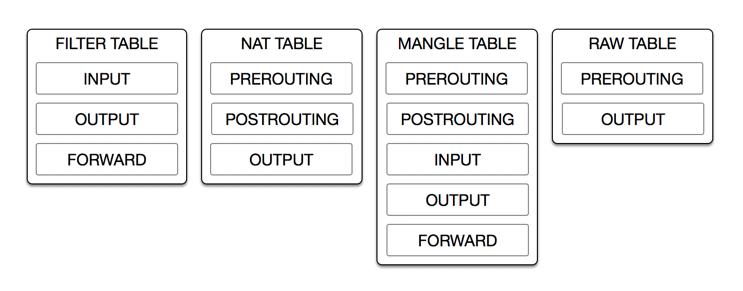 FILTER TABLE
INPUT
OUTPUT
FORWARD
NAT TABLE
PREROUTING
POSTROUTING
OUTPUT
MANGLE TABLE
PREROUTING
POSTROUTING
INPUT
OUTPUT
FORWARD
RAW TABLE
PREROUTING
OUTPUT